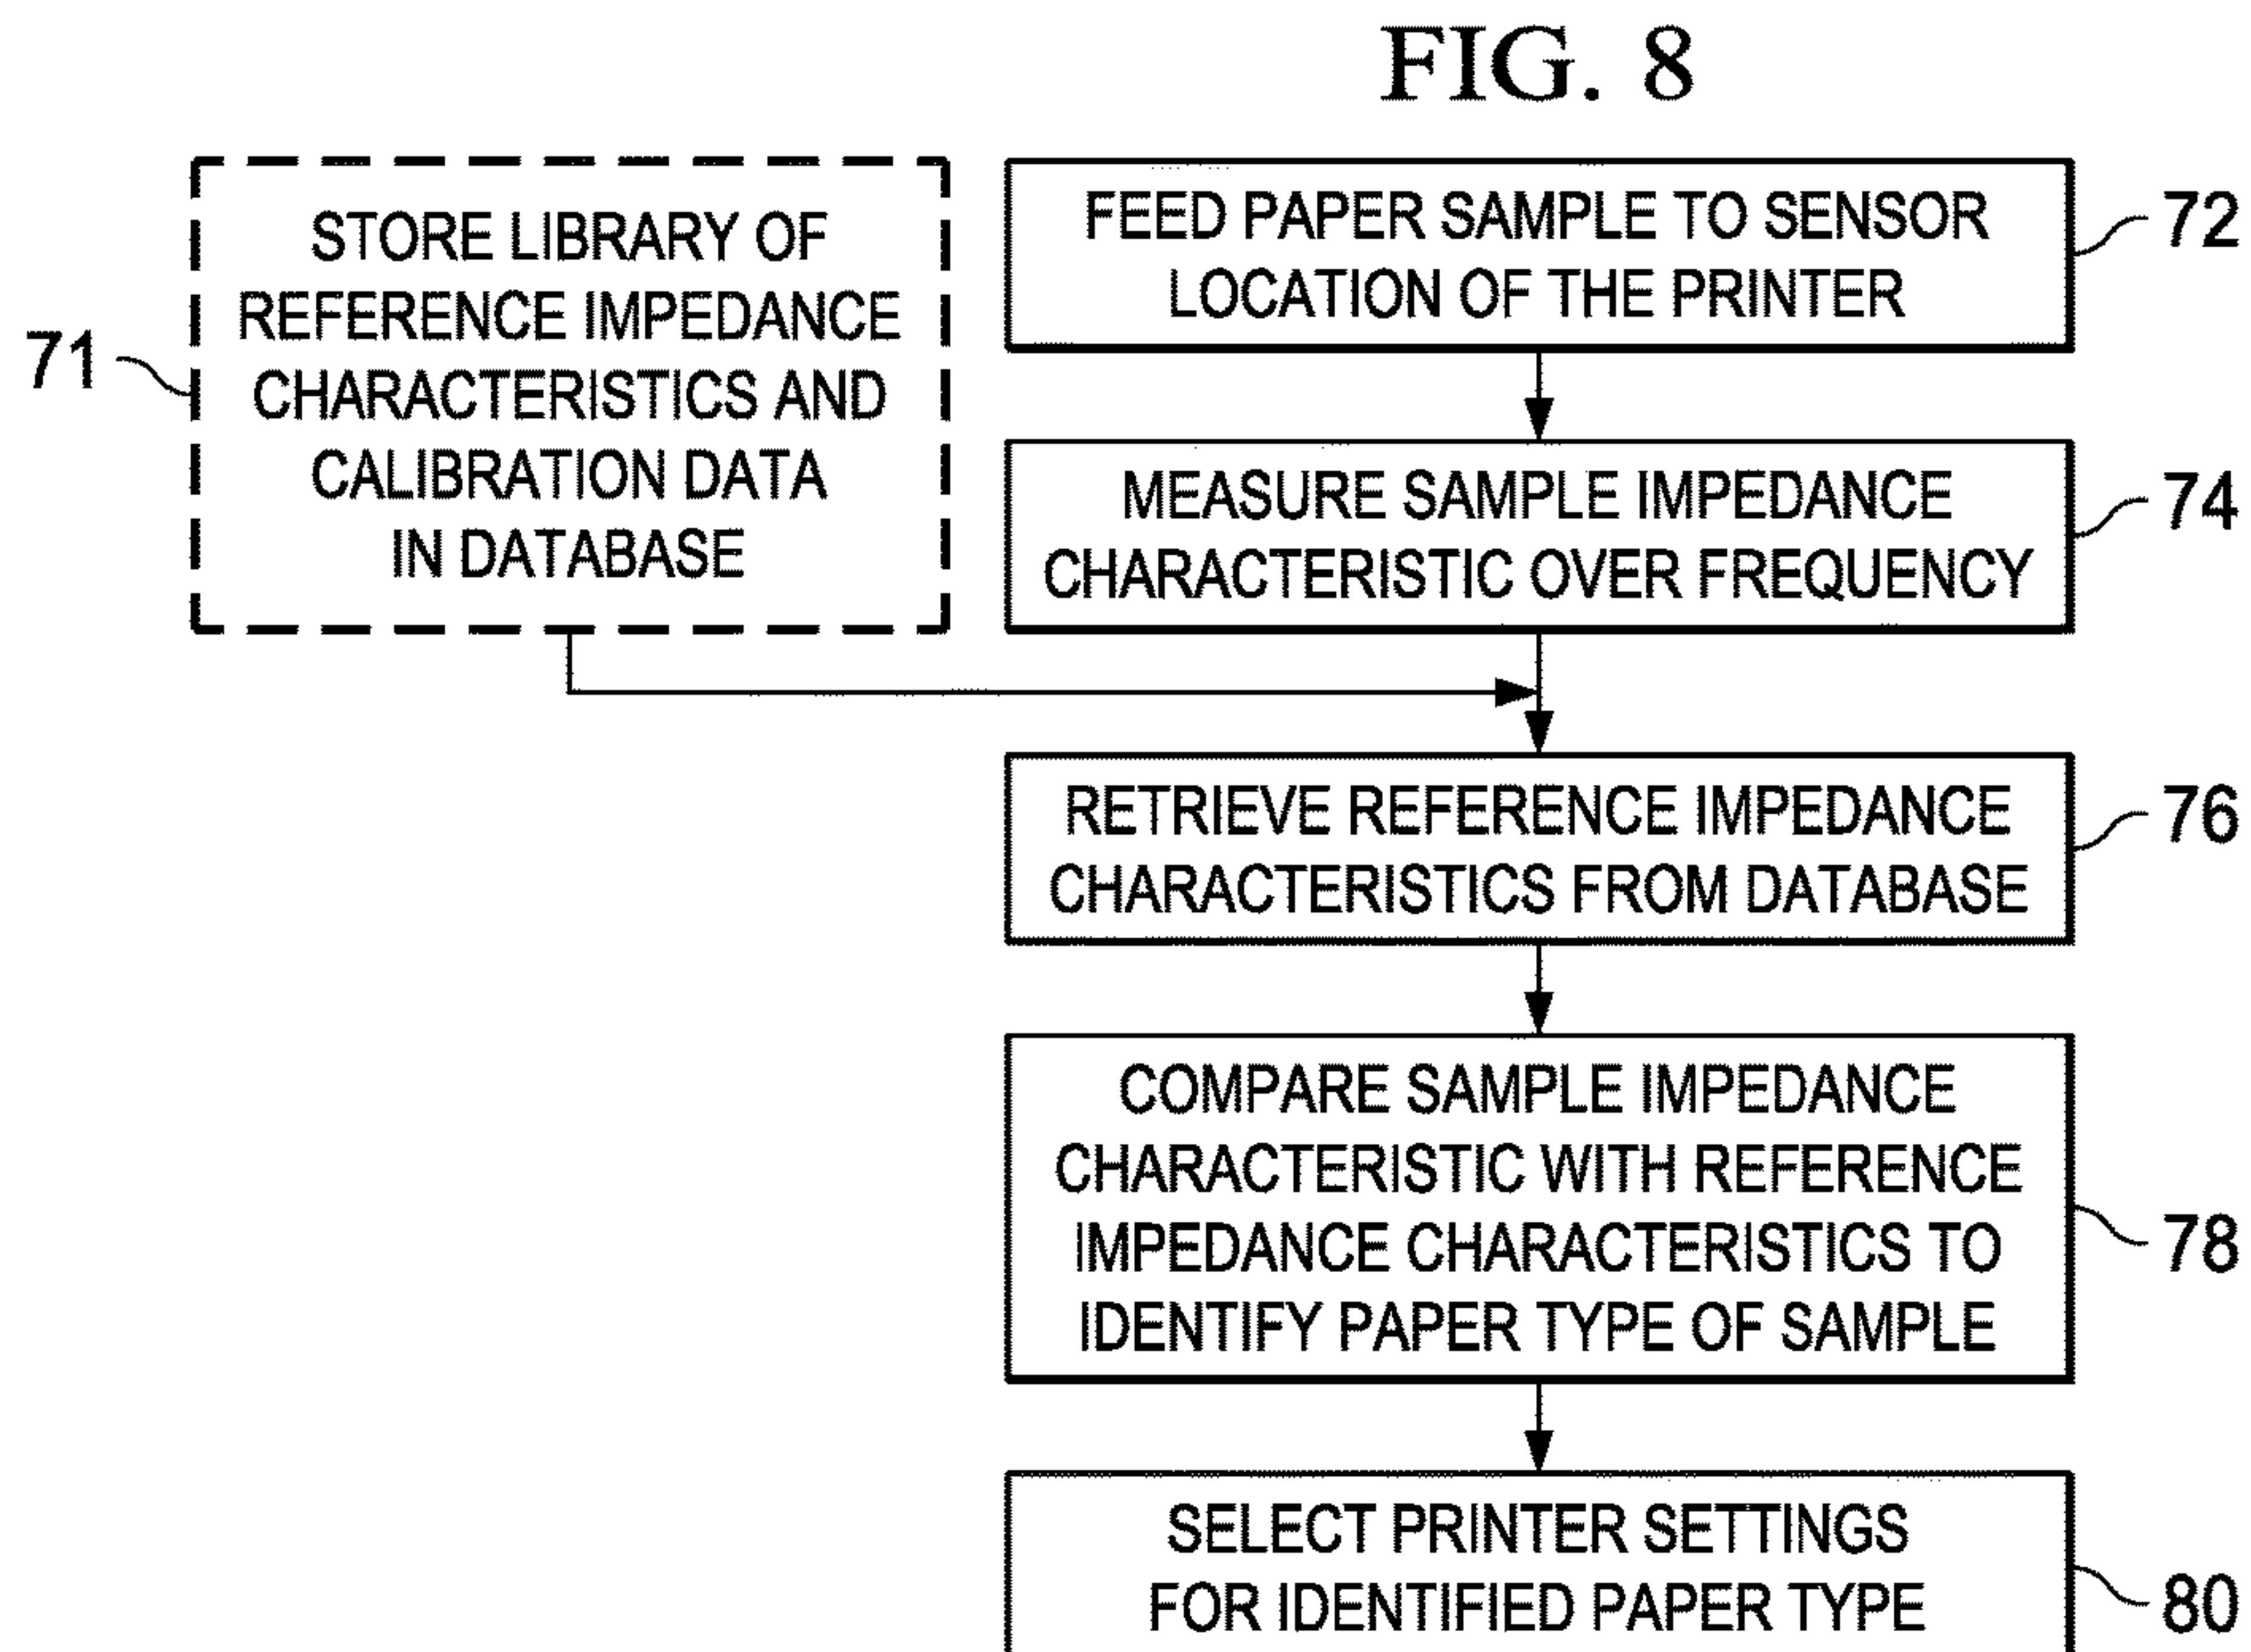 FIG. 8
STORE LIBRARY OF
REFERENCE IMPEDANCE
CHARACTERISTICS AND
CALIBRATION DATA
IN DATABASE
71
FEED PAPER SAMPLE TO SENSOR
LOCATION OF THE PRINTER
72
MEASURE SAMPLE IMPEDANCE
CHARACTERISTIC OVER FREQUENCY
74
RETRIEVE REFERENCE IMPEDANCE
CHARACTERISTICS FROM DATABASE
76
COMPARE SAMPLE IMPEDANCE
CHARACTERISTIC WITH REFERENCE
IMPEDANCE CHARACTERISTICS TO
IDENTIFY PAPER TYPE OF SAMPLE
78
SELECT PRINTER SETTINGS
FOR IDENTIFIED PAPER TYPE
80